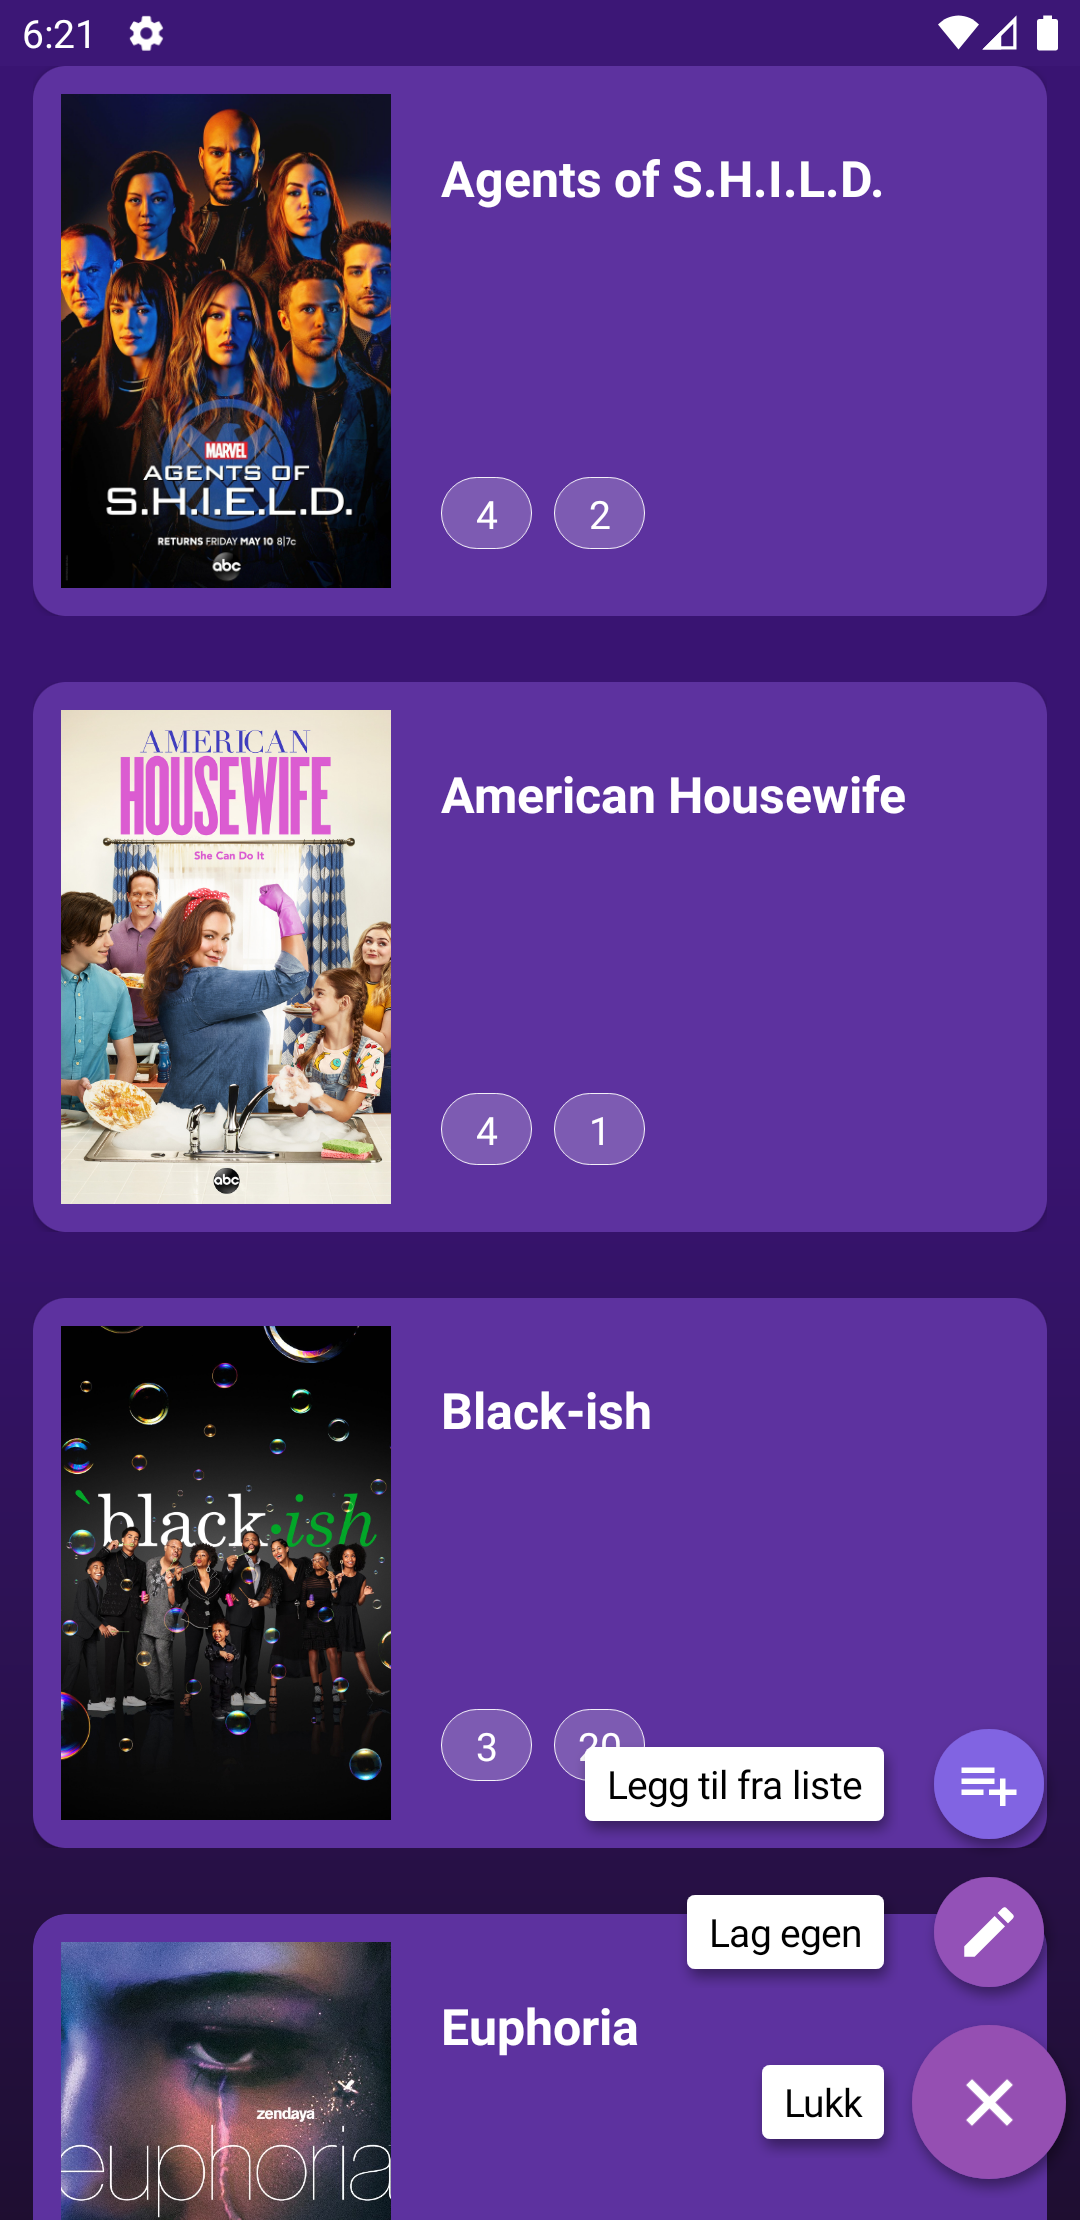 6:21
Agents of S.H.I.L.D.
MARVEL
AGENTS OF
S.H.I.E.L.D.
RETURNS FRIDAY MAY 10 8|7c
abc
4 2
AMERICAN
HOUSEWIFE
She Can Do It
American Housewife
abc
4 1
Black-ish
`black·ish
3 20
Legg til fra liste
Lag egen
Euphoria
zendaya
euphoria
Lukk